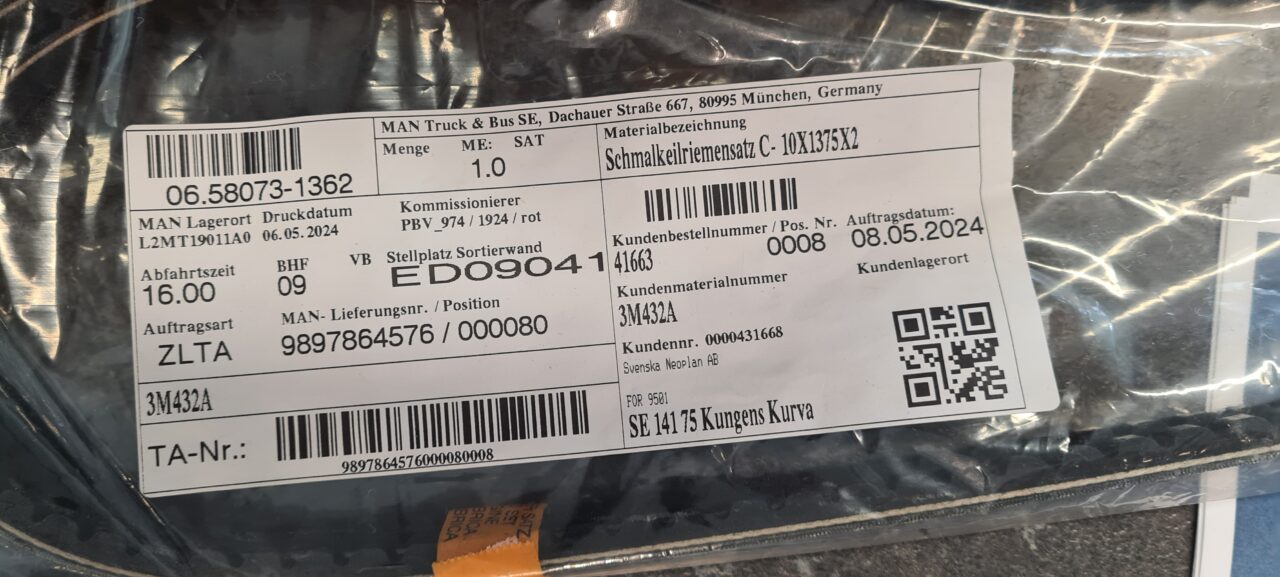 MAN Truck & Bus SE, Dachauer Straße 667, 80995 München, Germany
06.58073-1362
Menge ME: SAT
1.0
Materialbezeichnung
Schmalkeilriemensatz C- 10X1375X2
MAN Lagerort Druckdatum
L2MT19011A0 06.05.2024
Kommissionierer
PBV_974 / 1924 / rot
Abfahrtszeit BHF VB Stellplatz Sortierwand
16.00 09 ED09041
Auftragsart MAN- Lieferungsnr. / Position
ZLTA 9897864576 / 000080
3M432A
TA-Nr.:
9897864576000080008
Kundenbestellnummer / Pos. Nr. Auftragsdatum:
41663 0008 08.05.2024
Kundenmaterialnummer Kundenlagerort
3M432A
Kundennr. 0000431668
Svenska Neoplan AB
FOR 9501
SE 141 75 Kungens Kurva